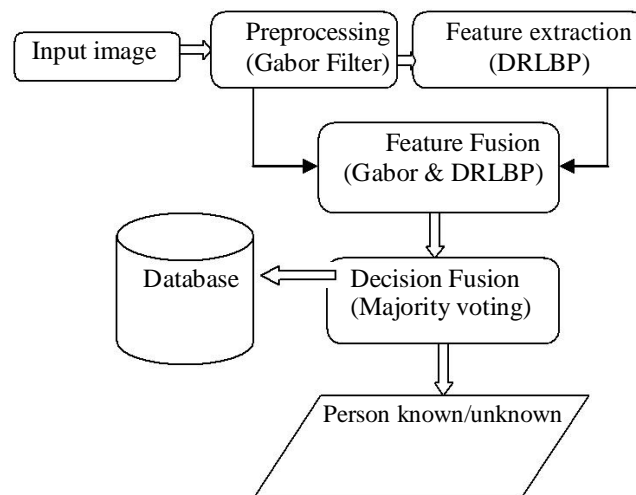 Input image
Preprocessing
(Gabor Filter)
Feature extraction
(DRLBP)
Feature Fusion
(Gabor & DRLBP)
Database
Decision Fusion
(Majority voting)
Person known/unknown